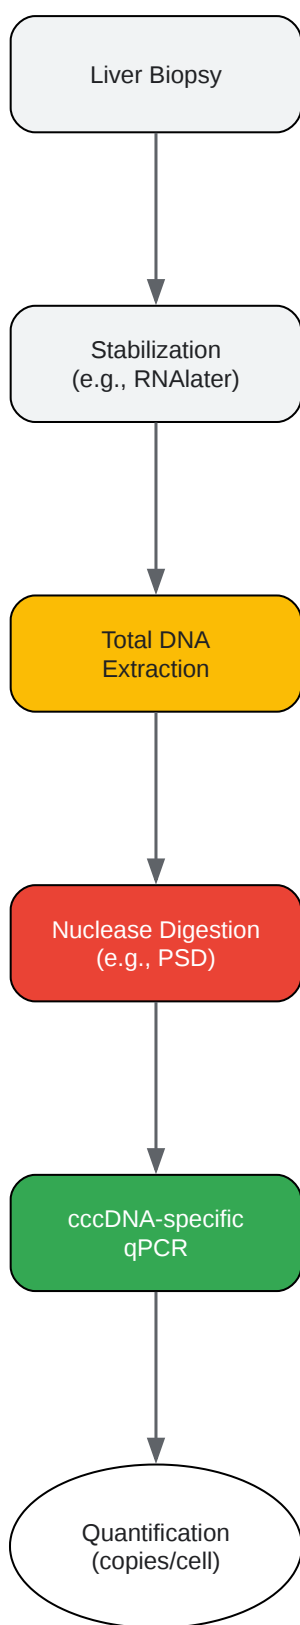 Liver Biopsy
Stabilization
(e.g., RNAlater)
Total DNA
Extraction
Nuclease Digestion
(e.g., PSD)
cccDNA-specific
qPCR
Quantification
(copies/cell)